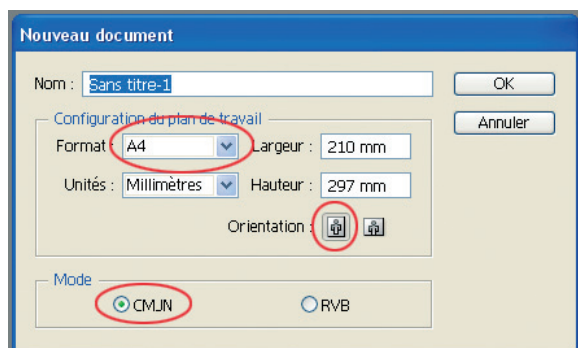 Nouveau document
Nom : Sans titre-1 OK
Configuration du plan de travail Annuler
Format : A4 Largeur : 210 mm
Unités : Millimètres Hauteur : 297 mm
Orientation :
Mode
CMJN RVB